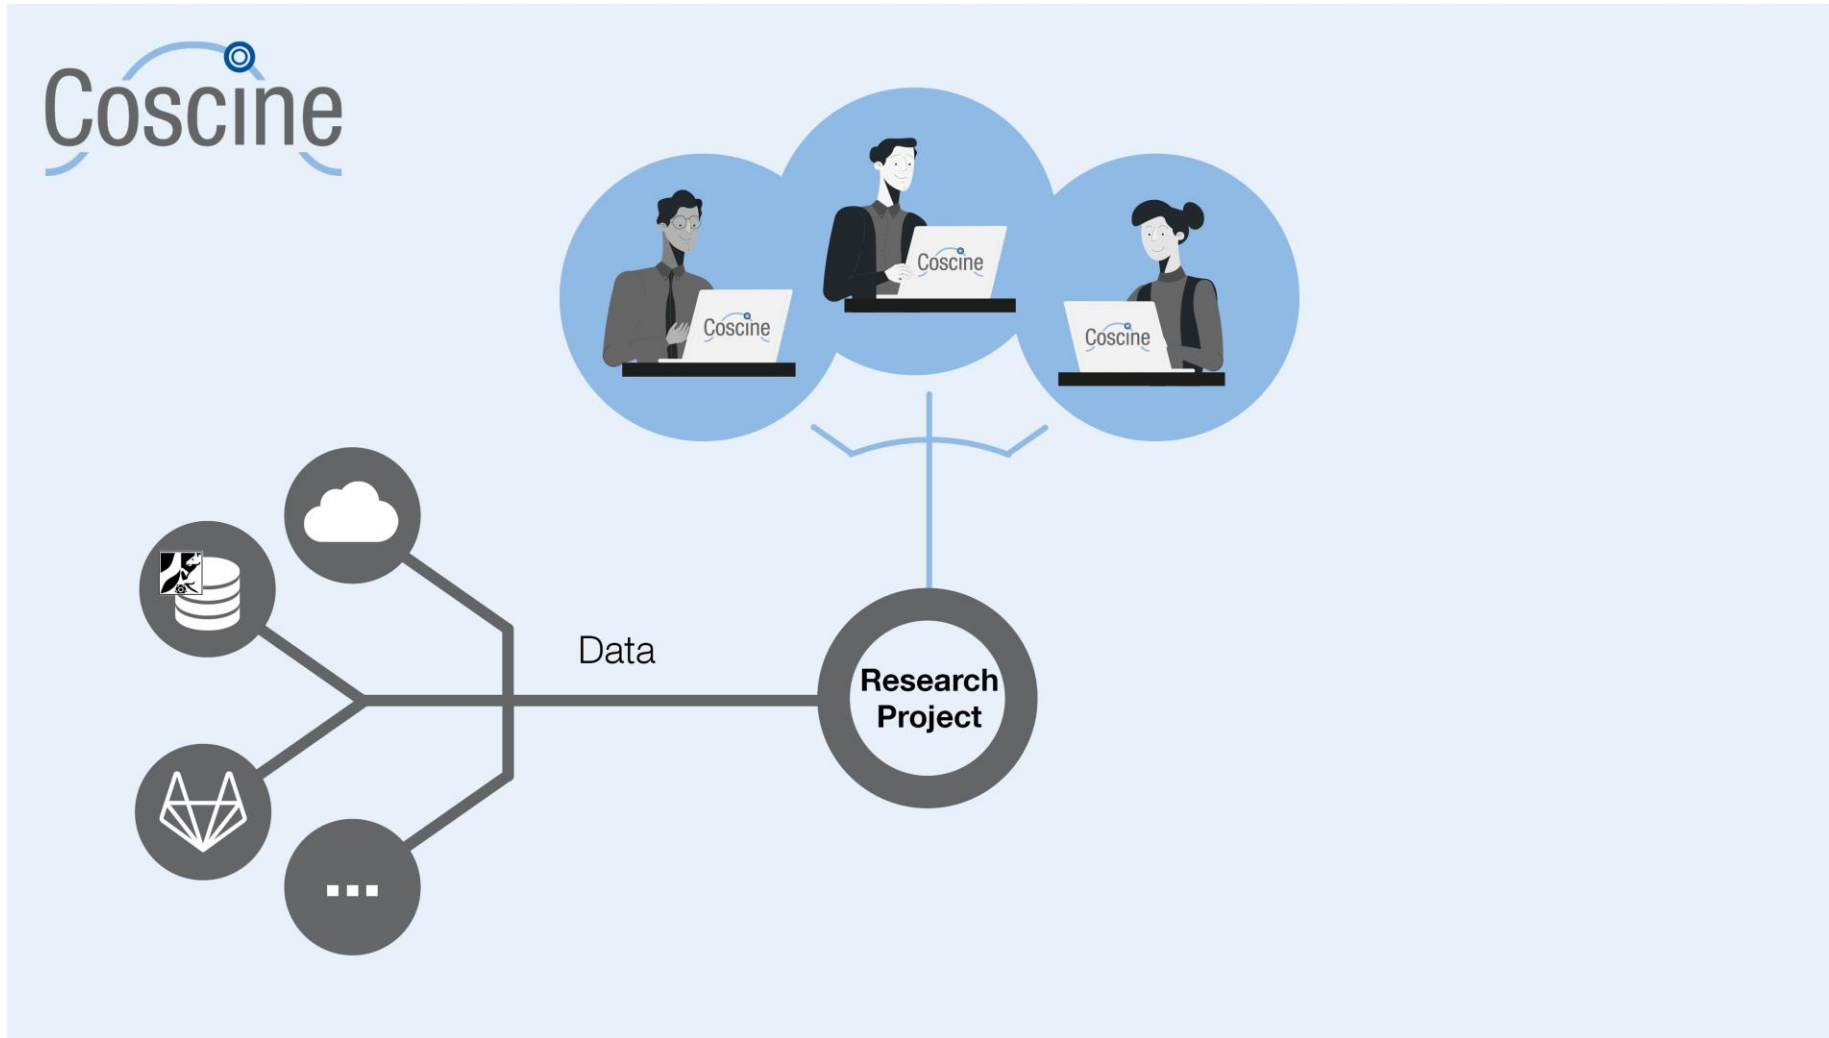 Coscine
Coscine
Coscine
Coscine
Data
Research
Project